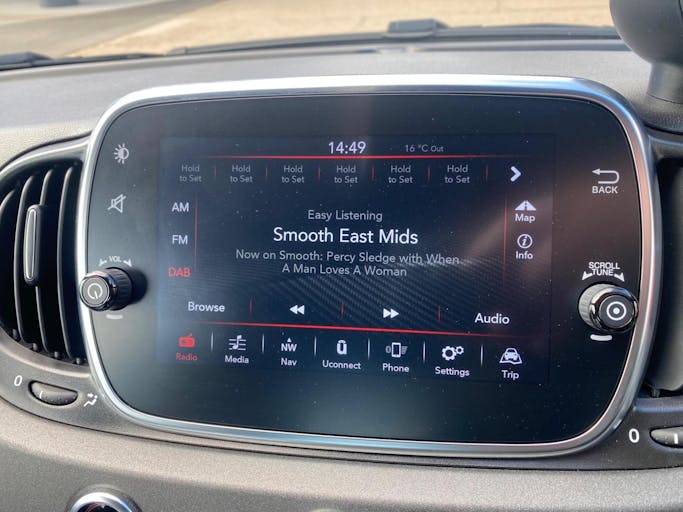 14:49 16 °C Out
Hold to Set Hold to Set Hold to Set Hold to Set Hold to Set Hold to Set
AM
FM
DAB
Easy Listening
Smooth East Mids
Now on Smooth: Percy Sledge with When
A Man Loves A Woman
Map
Info
Browse
Audio
Radio Media NW Nav Uconnect Phone Settings Trip
VOL
BACK
SCROLL
TUNE
0
0